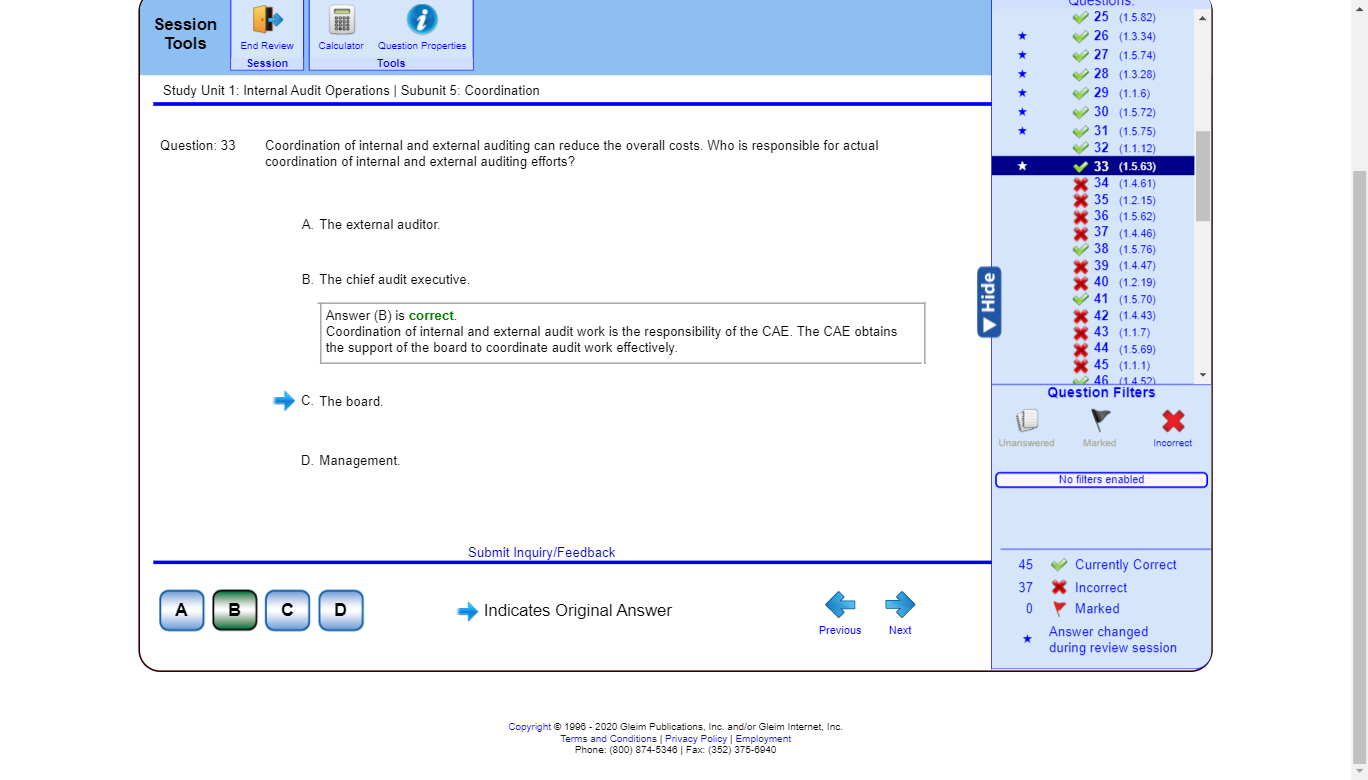 Session
Tools
End Review
Session
Calculator
Question Properties
Tools
Study Unit 1: Internal Audit Operations | Subunit 5: Coordination
Question: 33
Coordination of internal and external auditing can reduce the overall costs. Who is responsible for actual
coordination of internal and external auditing efforts?
A. The external auditor.
B. The chief audit executive.
Answer (B) is correct.
Coordination of internal and external audit work is the responsibility of the CAE. The CAE obtains
the support of the board to coordinate audit work effectively.
C. The board.
D. Management.
Submit Inquiry/Feedback
A
B
C
D
Indicates Original Answer
Previous
Next
Hide
Questions:
25 (1.5.82)
26 (1.3.34)
27 (1.5.74)
28 (1.3.28)
29 (1.1.6)
30 (1.5.72)
31 (1.5.75)
32 (1.1.12)
33 (1.5.63)
34 (1.4.61)
35 (1.2.15)
36 (1.5.62)
37 (1.4.46)
38 (1.5.76)
39 (1.4.47)
40 (1.2.19)
41 (1.5.70)
42 (1.4.43)
43 (1.1.7)
44 (1.5.69)
45 (1.1.1)
46 (1.4.52)
Question Filters
Unanswered
Marked
Incorrect
No filters enabled
45 Currently Correct
37 Incorrect
0 Marked
Answer changed
during review session
Copyright © 1996 - 2020 Gleim Publications, Inc. and/or Gleim Internet, Inc.
Terms and Conditions | Privacy Policy | Employment
Phone: (800) 874-5346 | Fax: (352) 375-6940